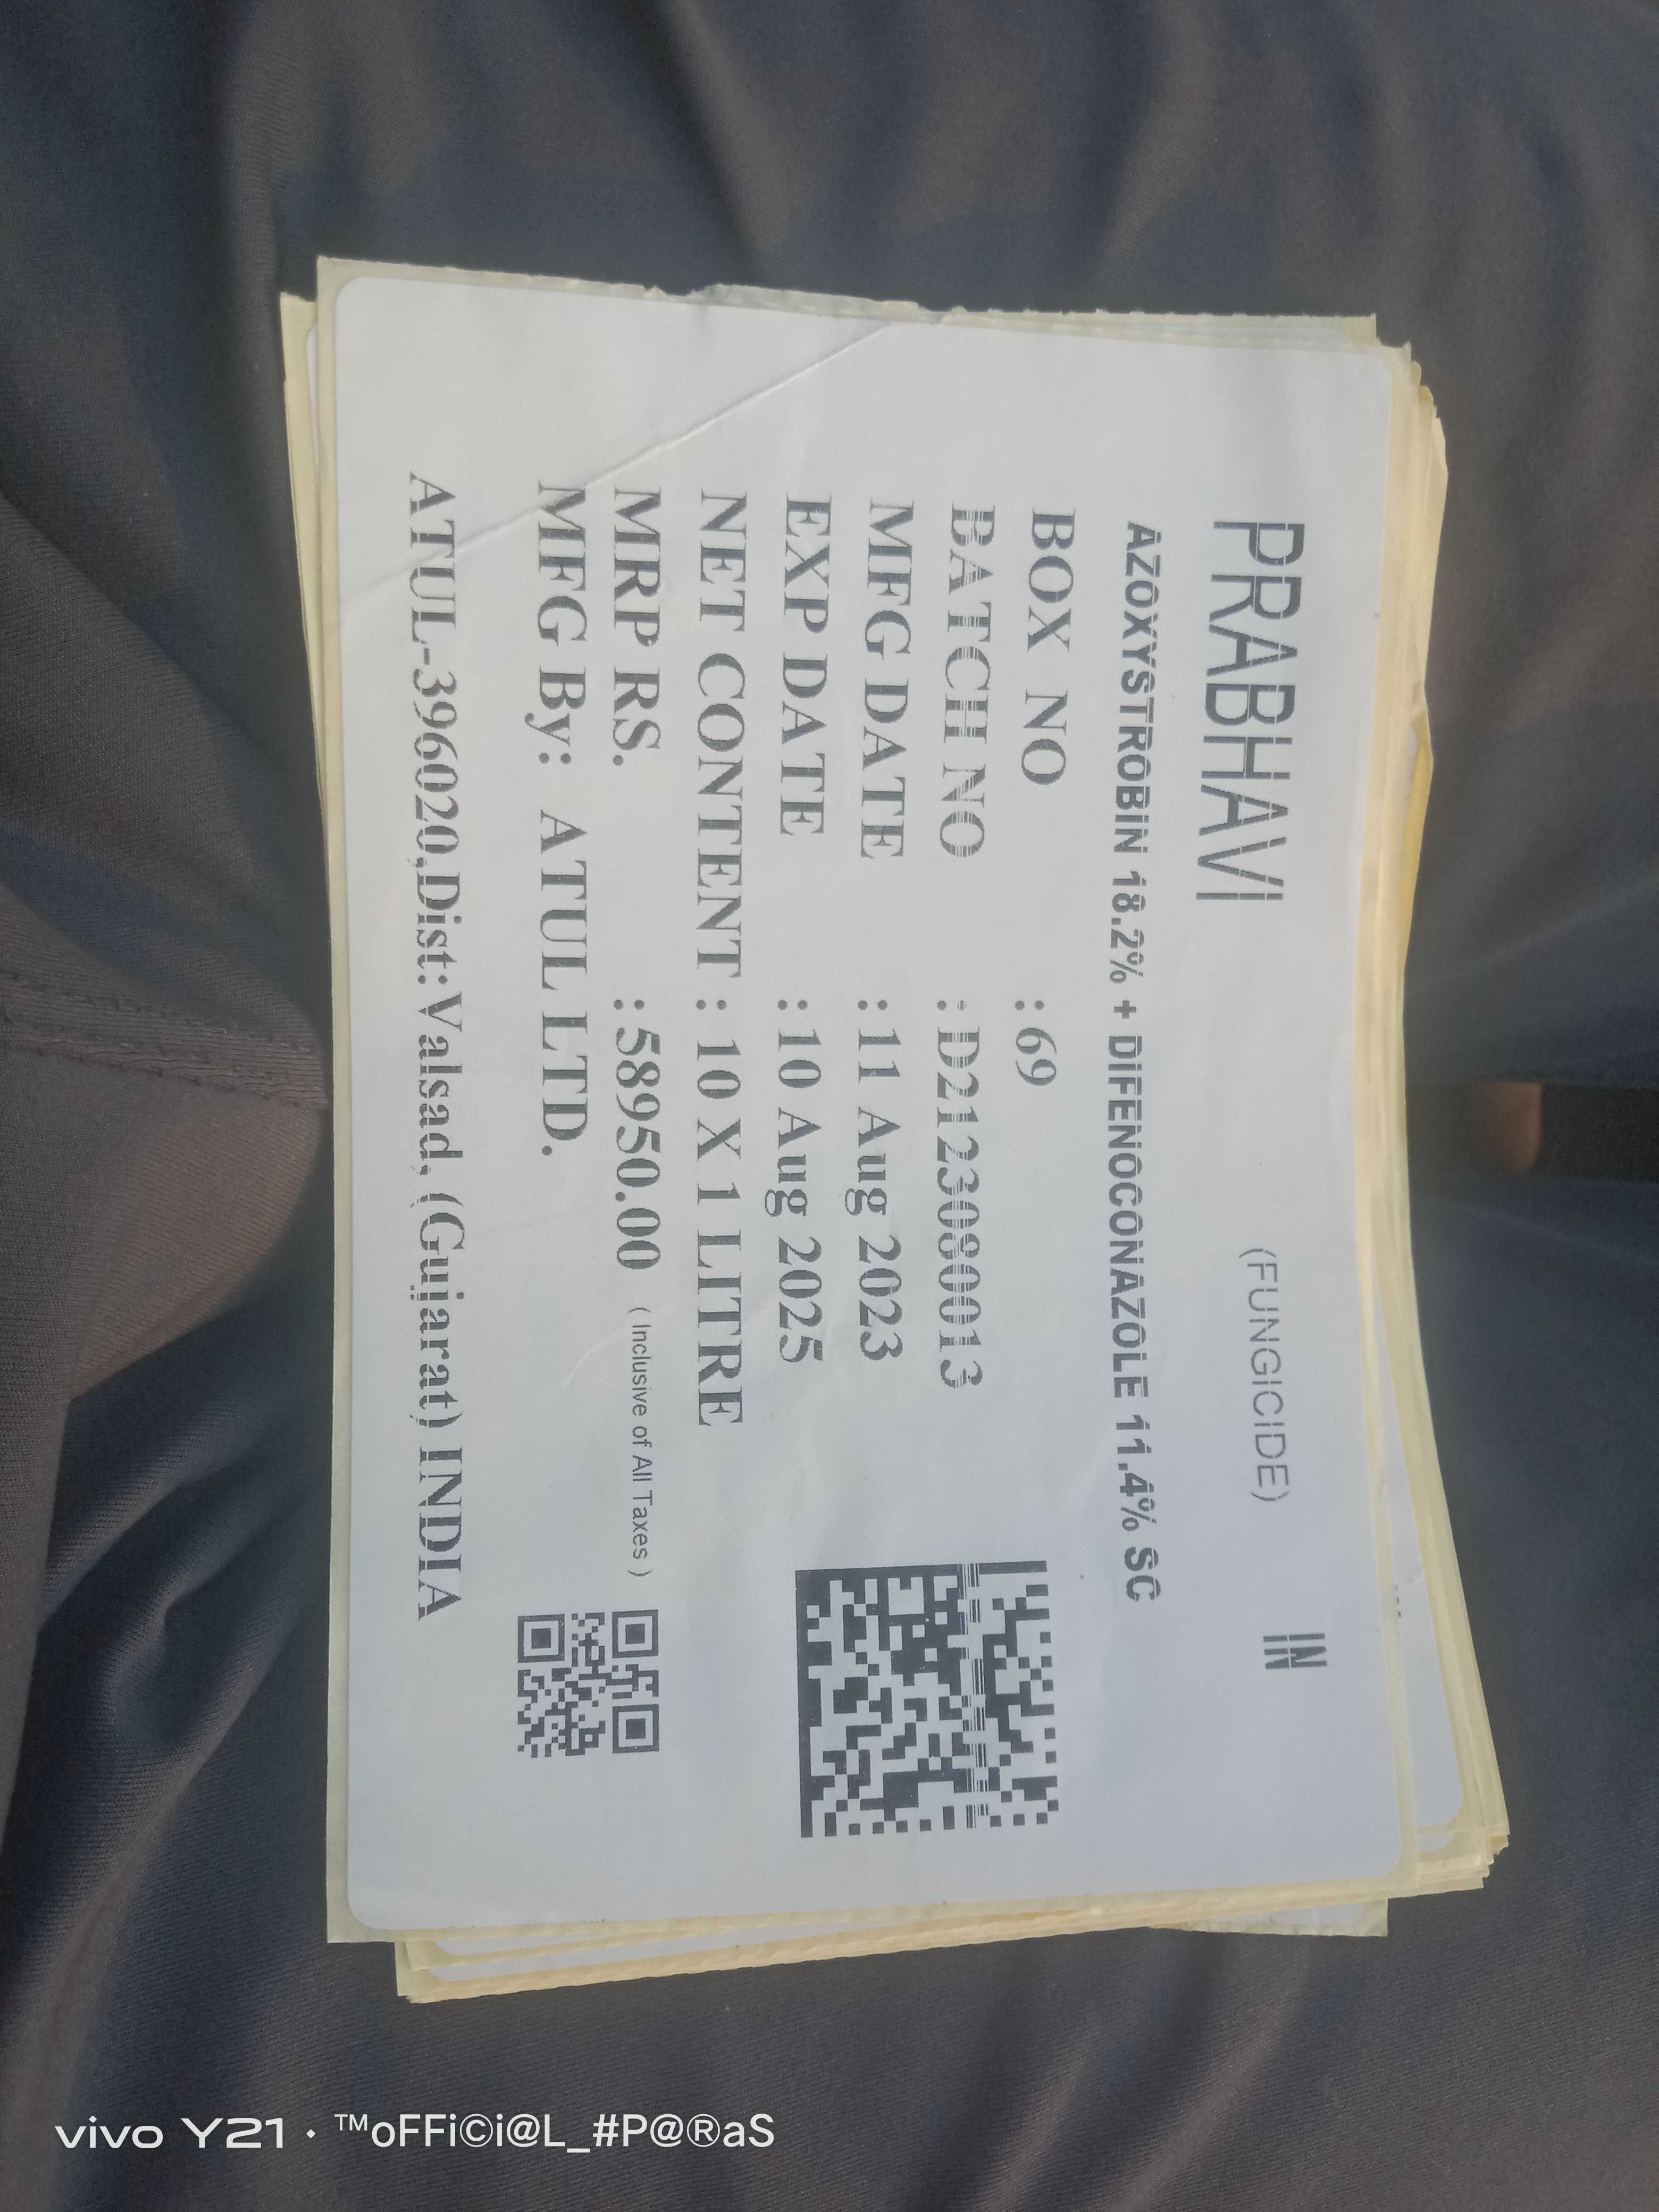 PRABHAVI (FUNGICIDE) IN
AZOXYSTROBIN 18.2% + DIFENOCONAZOLE 11.4% SC
BOX NO : 69
BATCH NO : D2123080013
MFG DATE : 11 Aug 2023
EXP DATE : 10 Aug 2025
NET CONTENT : 10 X 1 LITRE
MRP RS. : 58950.00 ( Inclusive of All Taxes )
MFG By: ATUL LTD.
ATUL-396020,Dist:Valsad, (Gujarat) INDIA
vivo Y21 · ™oFFi©i@L_#P@®aS